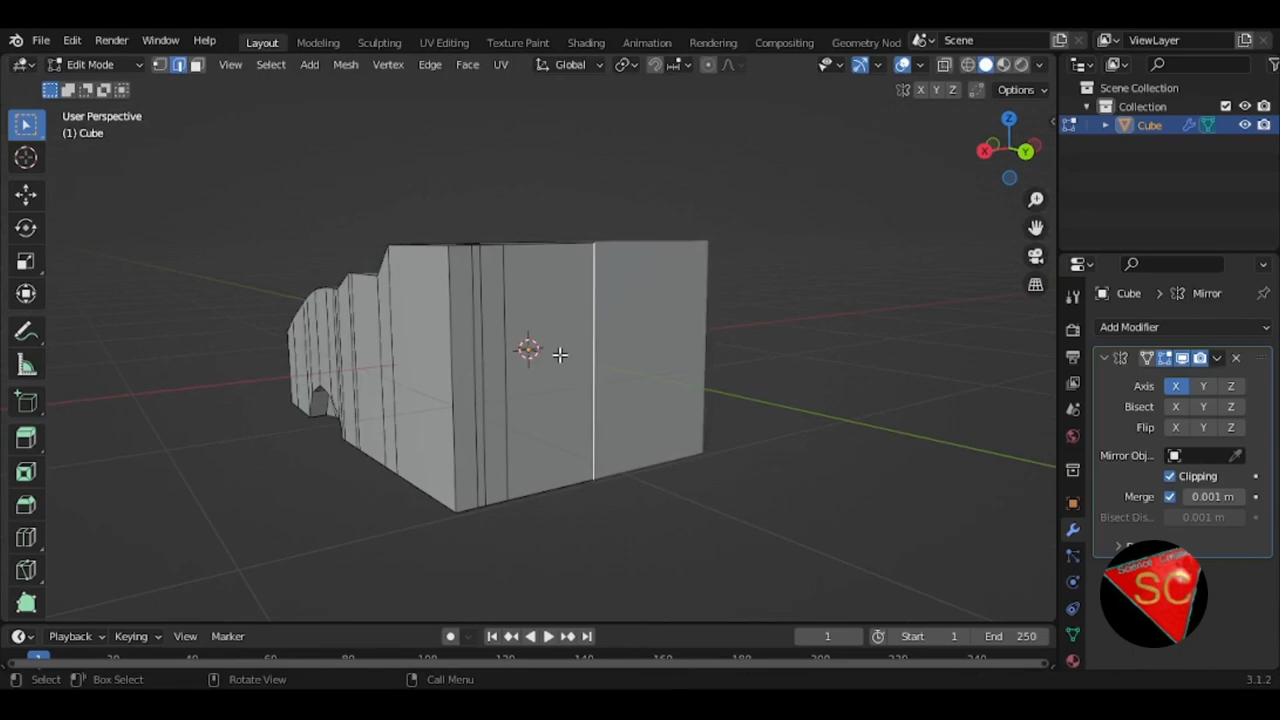 File Edit Render Window Help Layout Modeling Sculpting UV Editing Texture Paint Shading Animation Rendering Compositing Geometry Nod Scene ViewLayer
Edit Mode View Select Add Mesh Vertex Edge Face UV Global
X Y Z Options
User Perspective
(1) Cube
Z
X Y
Scene Collection
Collection
Cube
Cube > Mirror
Add Modifier
Axis X Y Z
Bisect X Y Z
Flip X Y Z
Mirror Obj...
Clipping
Merge 0.001 m
Bisect Dis... 0.001 m
SC
Playback Keying View Marker 1 Start 1 End 250
Select Box Select Rotate View Call Menu 3.1.2